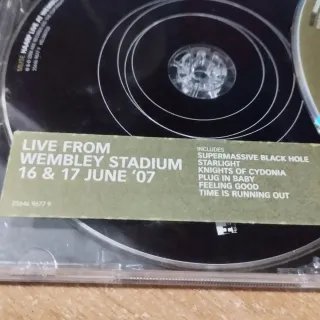 LIVE FROM
WEMBLEY STADIUM
16 & 17 JUNE '07
INCLUDES
SUPERMASSIVE BLACK HOLE
STARLIGHT
KNIGHTS OF CYDONIA
PLUG IN BABY
FEELING GOOD
TIME IS RUNNING OUT